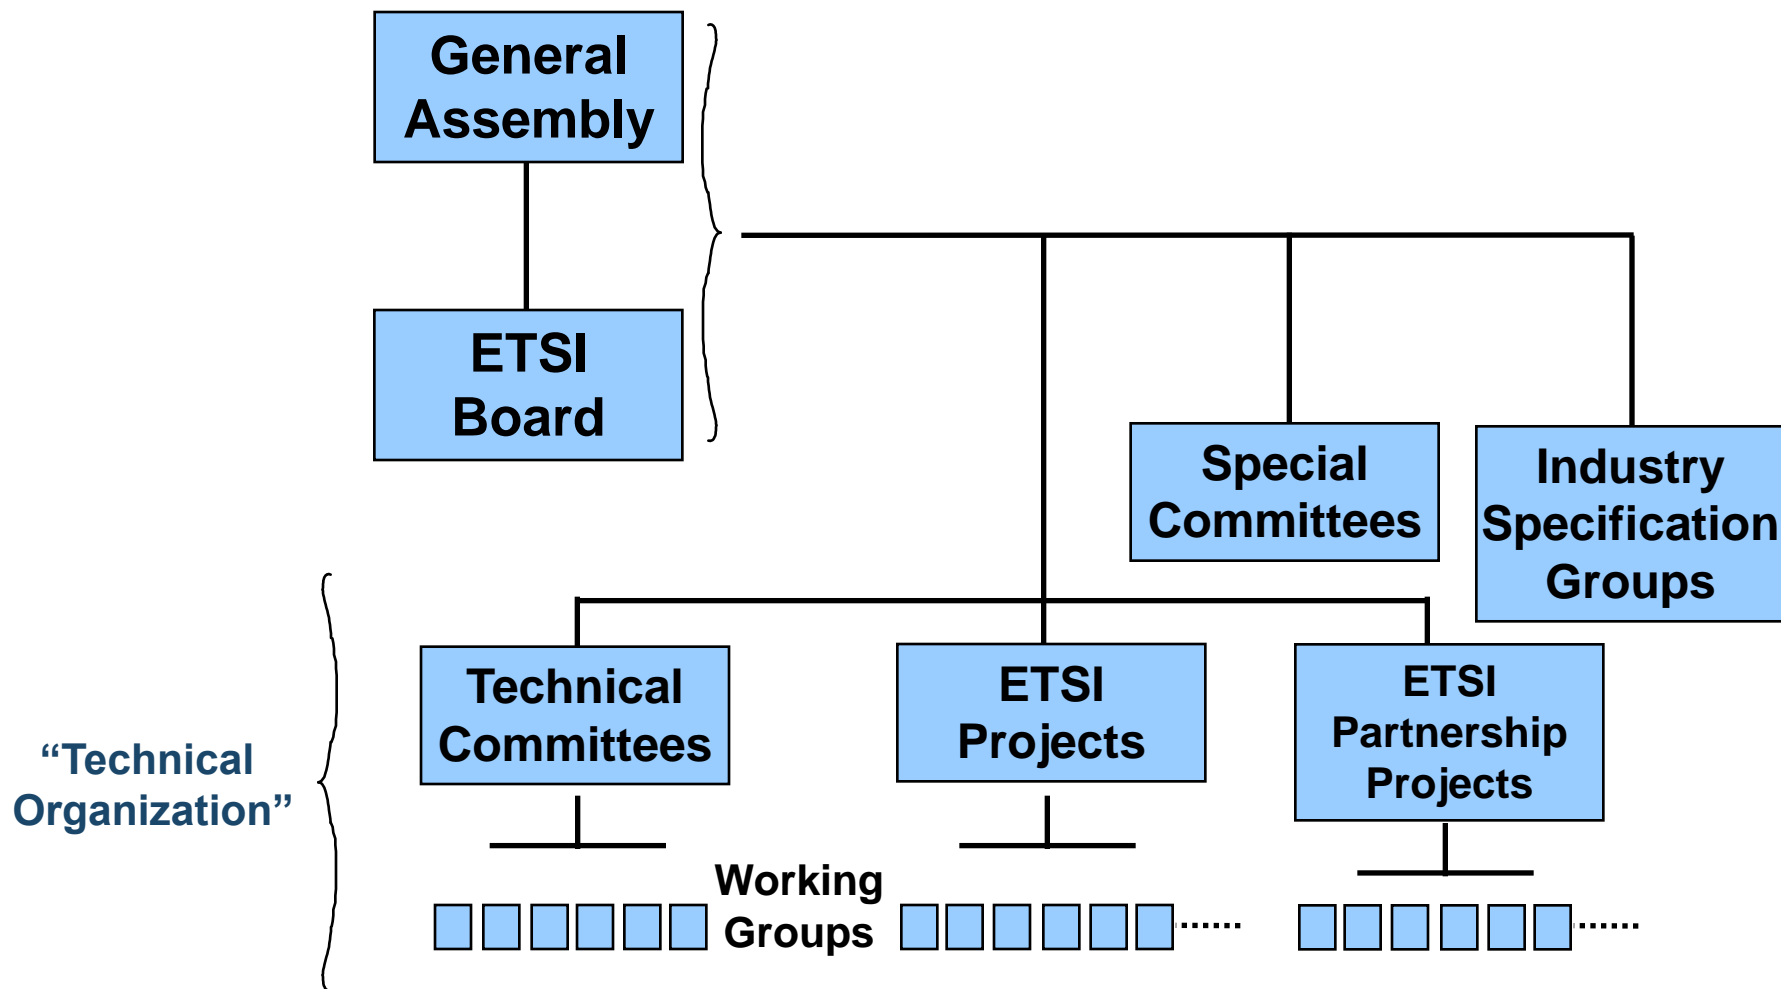 General
Assembly
ETSI
Board
Special
Committees
Industry
Specification
Groups
Technical
Committees
ETSI
Projects
ETSI
Partnership
Projects
“Technical
Organization”
Working
Groups